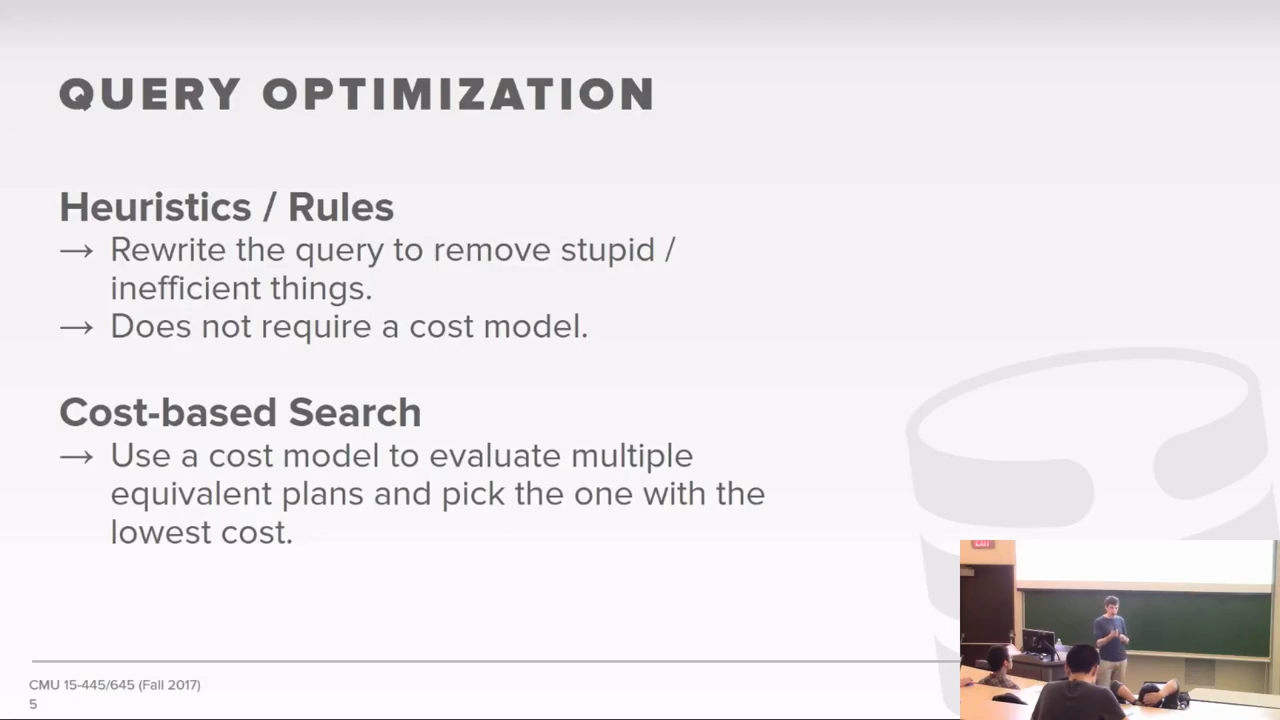 QUERY OPTIMIZATION
Heuristics / Rules
→ Rewrite the query to remove stupid /
inefficient things.
→ Does not require a cost model.
Cost-based Search
→ Use a cost model to evaluate multiple
equivalent plans and pick the one with the
lowest cost.
CMU 15-445/645 (Fall 2017)
5
EXIT